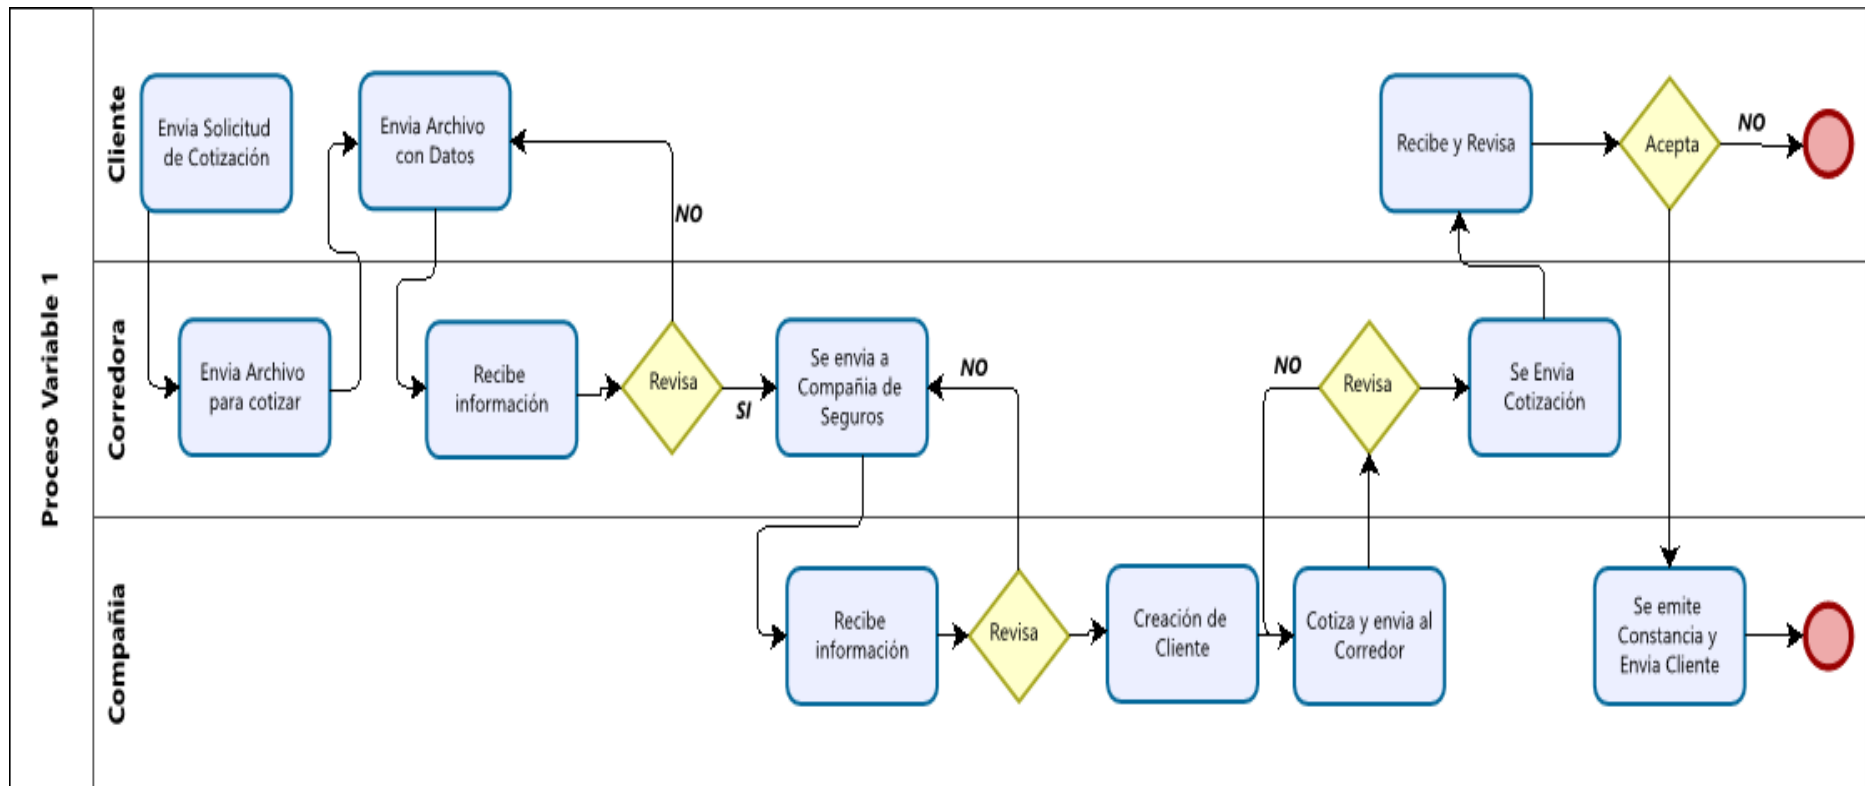 Proceso Variable 1
Cliente
Envia Solicitud
de Cotización
Envia Archivo
con Datos
NO
Recibe y Revisa
Acepta
NO
Corredora
Envia Archivo
para cotizar
Recibe
información
Revisa
SI
Se envia a
Compañia de
Seguros
NO
NO
Revisa
Se Envia
Cotización
Compañia
Recibe
información
Revisa
Creación de
Cliente
Cotiza y envia al
Corredor
Se emite
Constancia y
Envia Cliente